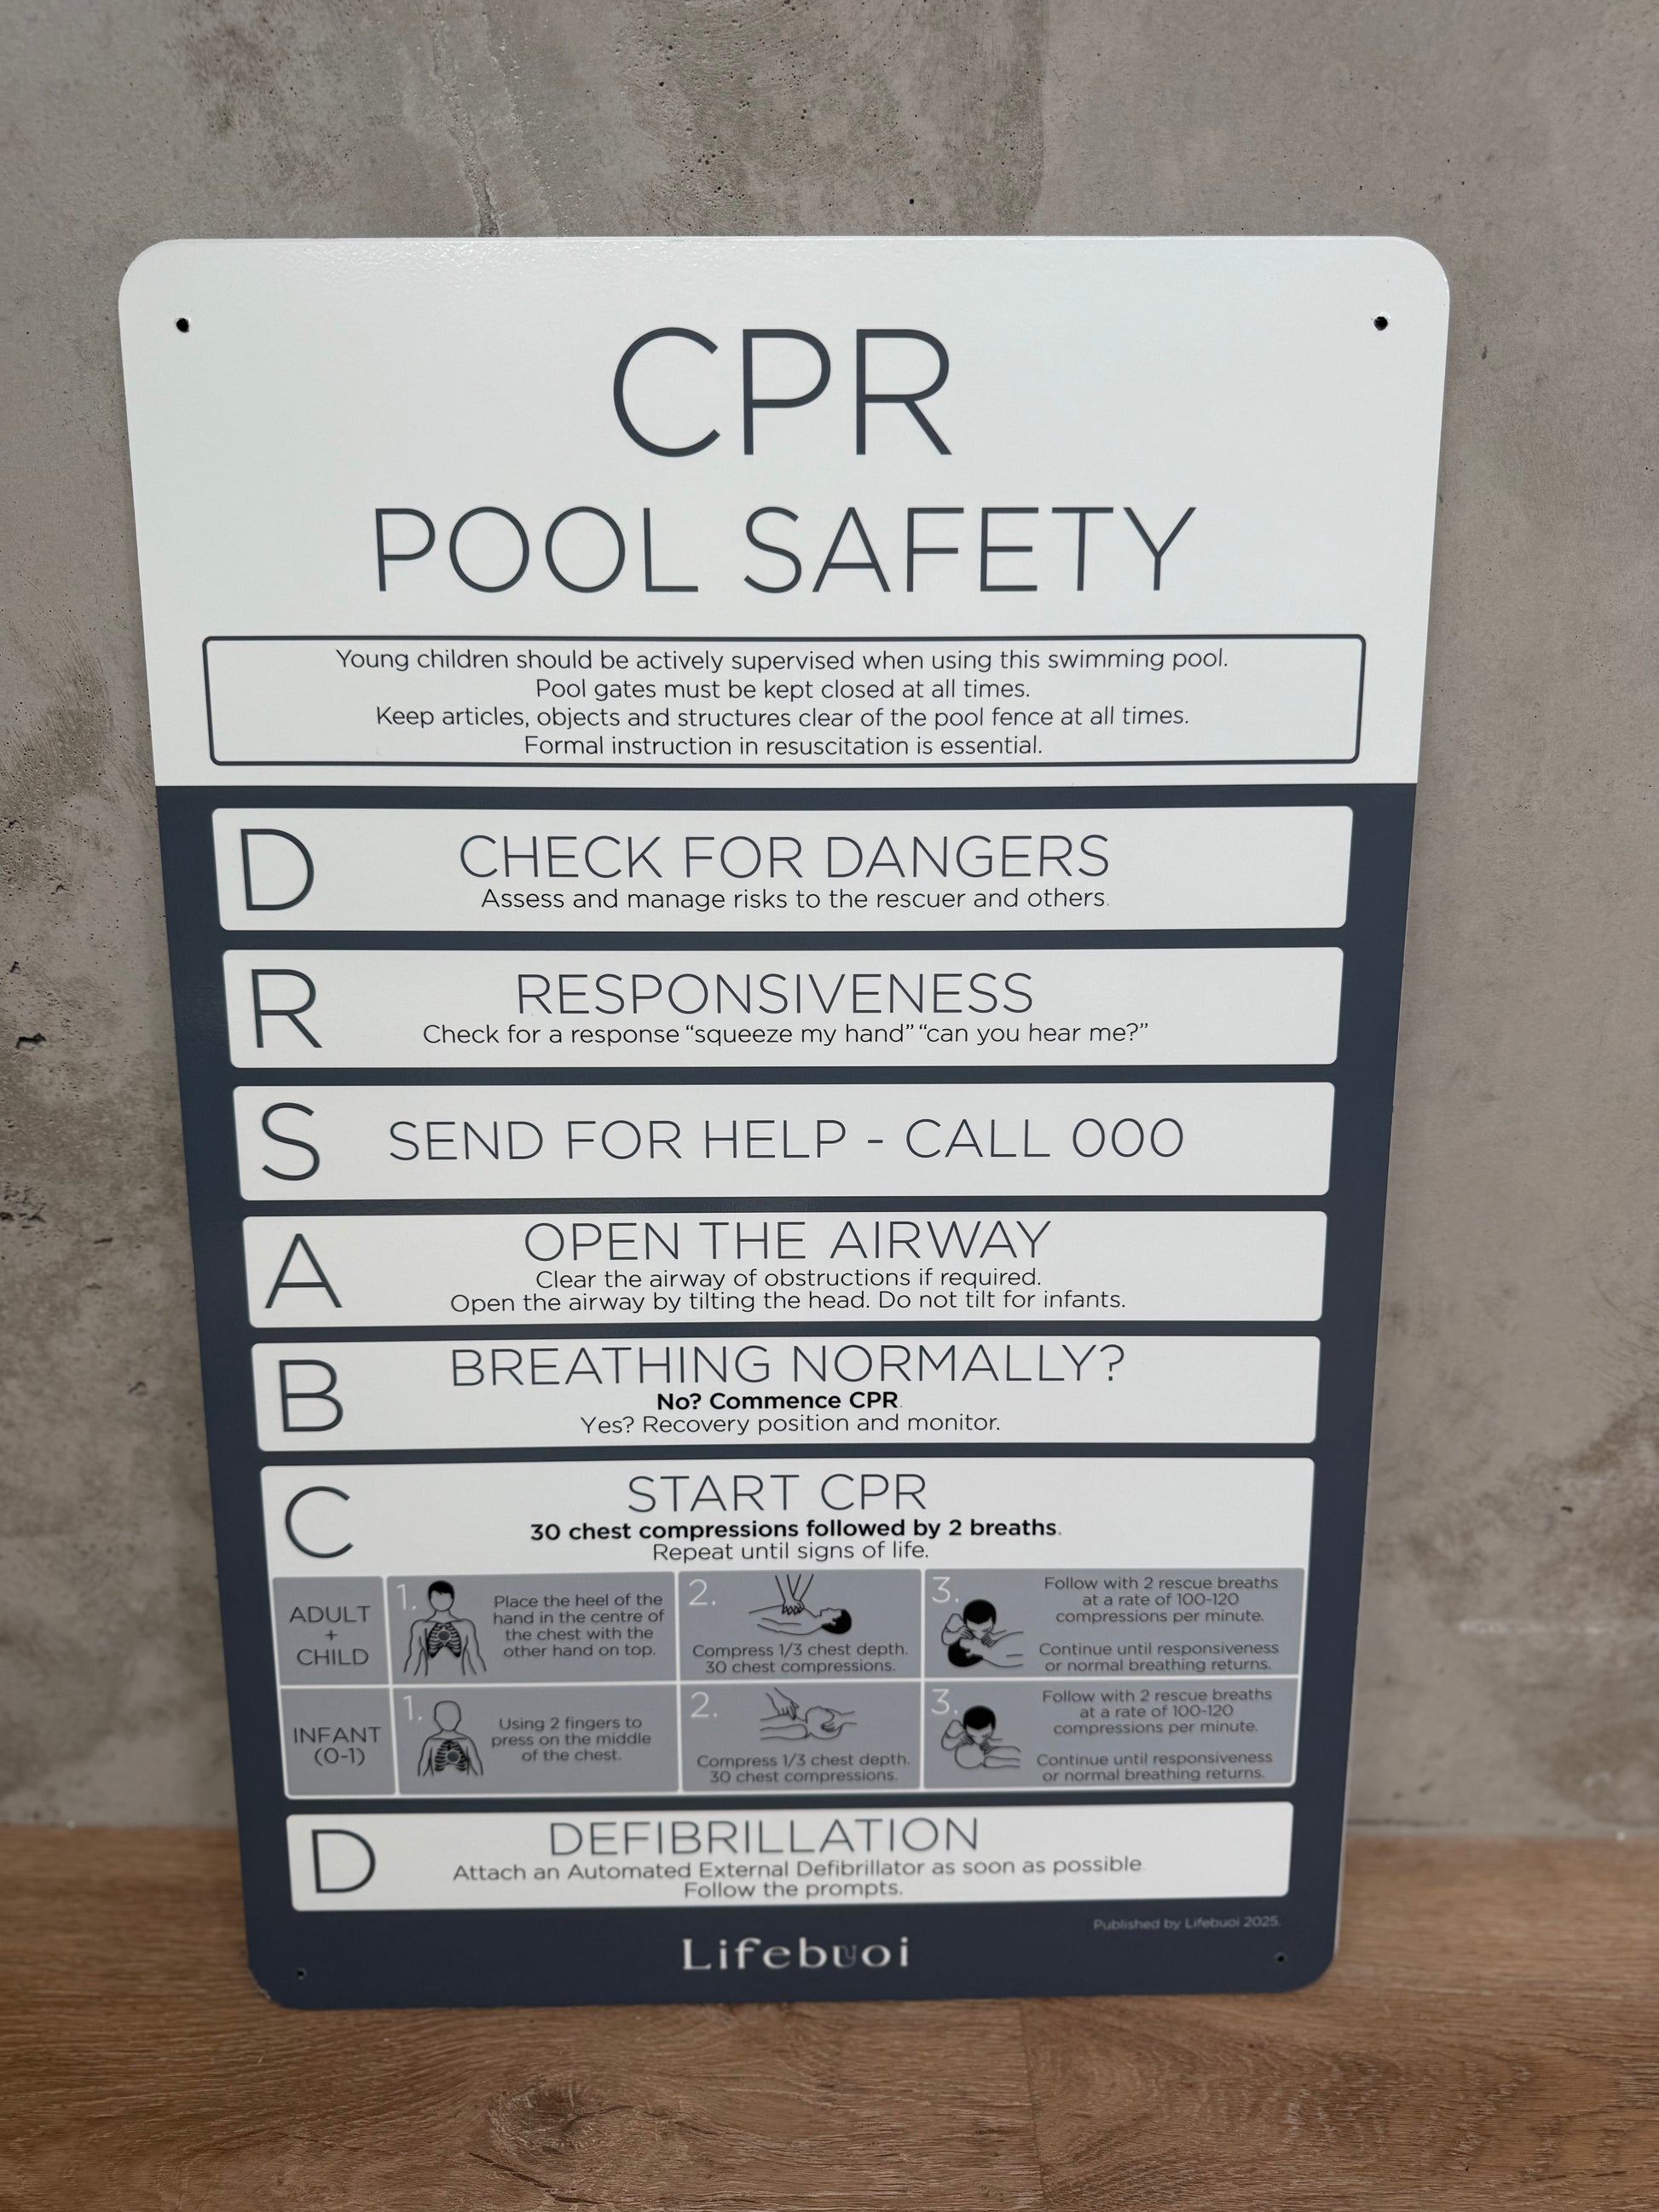 CPR
POOL SAFETY
Young children should be actively supervised when using this swimming pool.
Pool gates must be kept closed at all times.
Keep articles, objects and structures clear of the pool fence at all times.
Formal instruction in resuscitation is essential.
D
CHECK FOR DANGERS
Assess and manage risks to the rescuer and others.
R
RESPONSIVENESS
Check for a response “squeeze my hand” “can you hear me?”
S
SEND FOR HELP - CALL 000
A
OPEN THE AIRWAY
Clear the airway of obstructions if required.
Open the airway by tilting the head. Do not tilt for infants.
B
BREATHING NORMALLY?
No? Commence CPR.
Yes? Recovery position and monitor.
C
START CPR
30 chest compressions followed by 2 breaths.
Repeat until signs of life.
ADULT
+
CHILD
1.
Place the heel of the
hand in the centre of
the chest with the
other hand on top.
2.
Compress 1/3 chest depth.
30 chest compressions.
3.
Follow with 2 rescue breaths
at a rate of 100-120
compressions per minute.
Continue until responsiveness
or normal breathing returns.
INFANT
(0-1)
1.
Using 2 fingers to
press on the middle
of the chest.
2.
Compress 1/3 chest depth.
30 chest compressions.
3.
Follow with 2 rescue breaths
at a rate of 100-120
compressions per minute.
Continue until responsiveness
or normal breathing returns.
D
DEFIBRILLATION
Attach an Automated External Defibrillator as soon as possible.
Follow the prompts.
Published by Lifebuoi 2025.
Lifebuoi